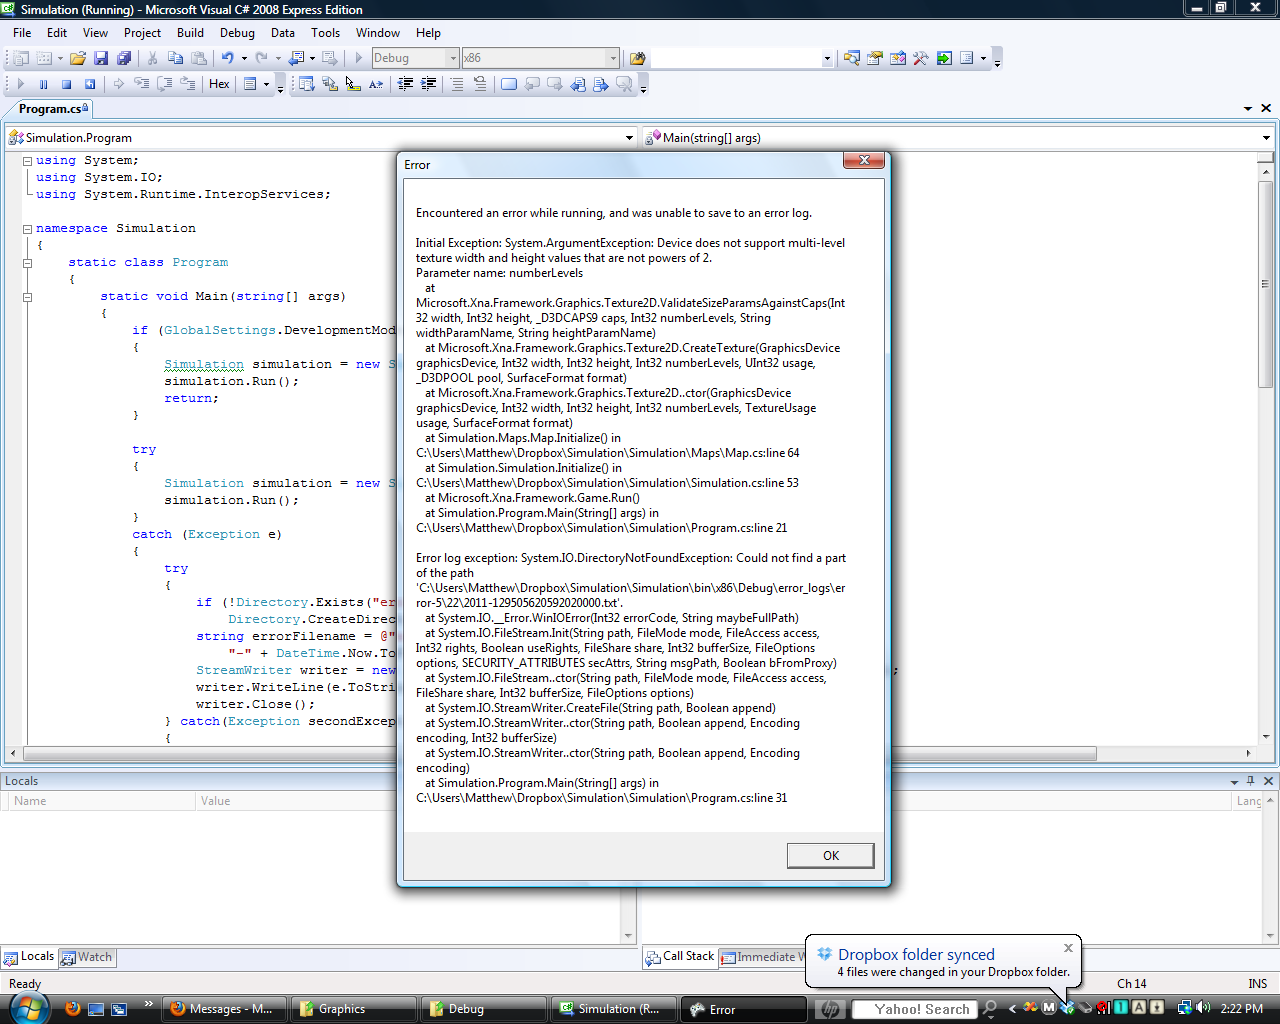 Simulation (Running) - Microsoft Visual C# 2008 Express Edition
File Edit View Project Build Debug Data Tools Window Help
Debug x86
Hex
Program.cs
Simulation.Program Main(string[] args)
using System;
using System.IO;
using System.Runtime.InteropServices;
namespace Simulation
{
static class Program
{
static void Main(string[] args)
{
if (GlobalSettings.DevelopmentMod
{
Simulation simulation = new S
simulation.Run();
return;
}
try
{
Simulation simulation = new S
simulation.Run();
}
catch (Exception e)
{
try
{
if (!Directory.Exists("er
Directory.CreateDirec
string errorFilename = @"
"-" + DateTime.Now.To
StreamWriter writer = new
;
writer.WriteLine(e.ToStri
writer.Close();
} catch(Exception secondExcep
{
Error
Encountered an error while running, and was unable to save to an error log.
Initial Exception: System.ArgumentException: Device does not support multi-level
texture width and height values that are not powers of 2.
Parameter name: numberLevels
at
Microsoft.Xna.Framework.Graphics.Texture2D.ValidateSizeParamsAgainstCaps(Int
32 width, Int32 height, _D3DCAPS9 caps, Int32 numberLevels, String
widthParamName, String heightParamName)
at Microsoft.Xna.Framework.Graphics.Texture2D.CreateTexture(GraphicsDevice
graphicsDevice, Int32 width, Int32 height, Int32 numberLevels, UInt32 usage,
_D3DPOOL pool, SurfaceFormat format)
at Microsoft.Xna.Framework.Graphics.Texture2D..ctor(GraphicsDevice
graphicsDevice, Int32 width, Int32 height, Int32 numberLevels, TextureUsage
usage, SurfaceFormat format)
at Simulation.Maps.Map.Initialize() in
C:\Users\Matthew\Dropbox\Simulation\Simulation\Maps\Map.cs:line 64
at Simulation.Simulation.Initialize() in
C:\Users\Matthew\Dropbox\Simulation\Simulation\Simulation.cs:line 53
at Microsoft.Xna.Framework.Game.Run()
at Simulation.Program.Main(String[] args) in
C:\Users\Matthew\Dropbox\Simulation\Simulation\Program.cs:line 21
Error log exception: System.IO.DirectoryNotFoundException: Could not find a part
of the path
'C:\Users\Matthew\Dropbox\Simulation\Simulation\bin\x86\Debug\error_logs\er
ror-5\22\2011-129505620592020000.txt'.
at System.IO.__Error.WinIOError(Int32 errorCode, String maybeFullPath)
at System.IO.FileStream.Init(String path, FileMode mode, FileAccess access,
Int32 rights, Boolean useRights, FileShare share, Int32 bufferSize, FileOptions
options, SECURITY_ATTRIBUTES secAttrs, String msgPath, Boolean bFromProxy)
at System.IO.FileStream..ctor(String path, FileMode mode, FileAccess access,
FileShare share, Int32 bufferSize, FileOptions options)
at System.IO.StreamWriter.CreateFile(String path, Boolean append)
at System.IO.StreamWriter..ctor(String path, Boolean append, Encoding
encoding, Int32 bufferSize)
at System.IO.StreamWriter..ctor(String path, Boolean append, Encoding
encoding)
at Simulation.Program.Main(String[] args) in
C:\Users\Matthew\Dropbox\Simulation\Simulation\Program.cs:line 31
OK
Locals
Name Value Lang
Locals Watch Call Stack Immediate W
Dropbox folder synced
4 files were changed in your Dropbox folder.
Ready Ch 14 INS
Messages - M... Graphics Debug Simulation (R... Error hp Yahoo! Search 2:22 PM